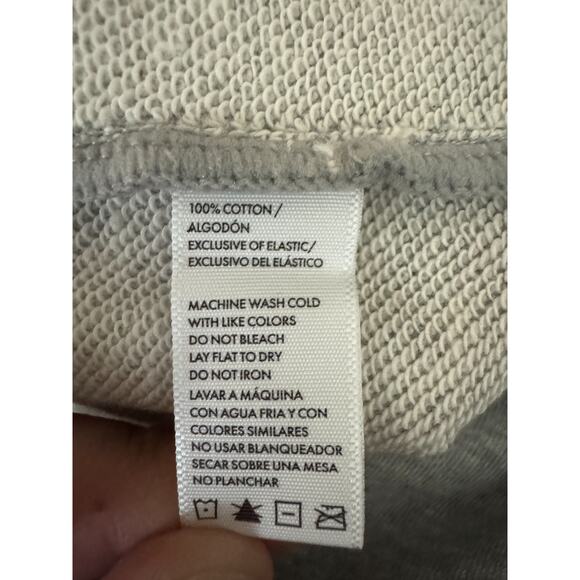 100% COTTON/
ALGODÓN
EXCLUSIVE OF ELASTIC/
EXCLUSIVO DEL ELÁSTICO
MACHINE WASH COLD
WITH LIKE COLORS
DO NOT BLEACH
LAY FLAT TO DRY
DO NOT IRON
LAVAR A MÁQUINA
CON AGUA FRIA Y CON
COLORES SIMILARES
NO USAR BLANQUEADOR
SECAR SOBRE UNA MESA
NO PLANCHAR